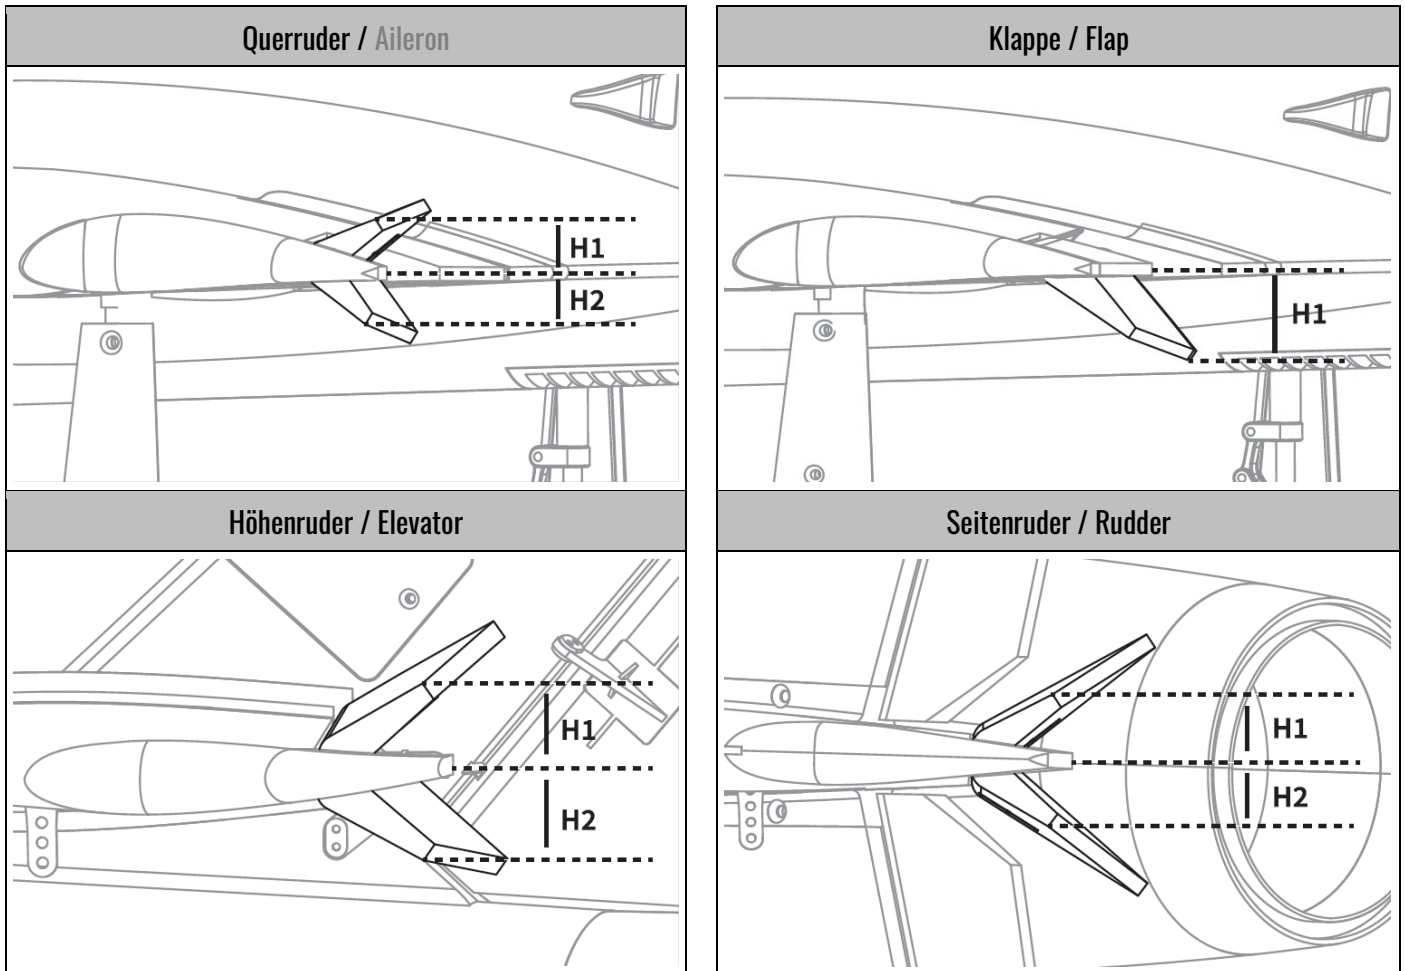 Querruder / Aileron
H1
H2
Klappe / Flap
H1
Höhenruder / Elevator
H1
H2
Seitenruder / Rudder
H1
H2